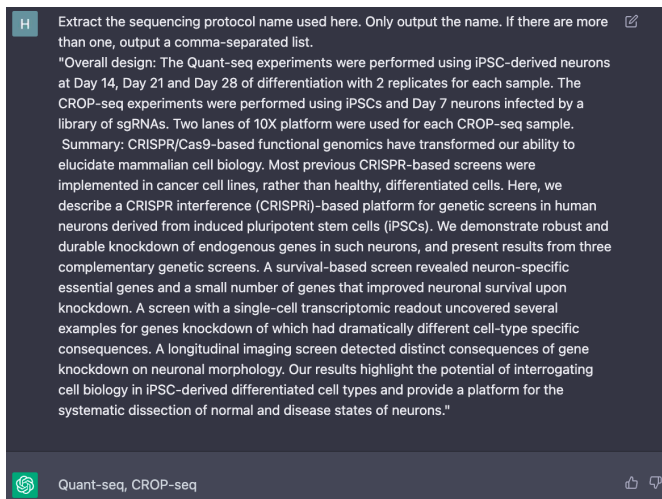 H
Extract the sequencing protocol name used here. Only output the name. If there are more
than one, output a comma-separated list.
"Overall design: The Quant-seq experiments were performed using iPSC-derived neurons
at Day 14, Day 21 and Day 28 of differentiation with 2 replicates for each sample. The
CROP-seq experiments were performed using iPSCs and Day 7 neurons infected by a
library of sgRNAs. Two lanes of 10X platform were used for each CROP-seq sample.
Summary: CRISPR/Cas9-based functional genomics have transformed our ability to
elucidate mammalian cell biology. Most previous CRISPR-based screens were
implemented in cancer cell lines, rather than healthy, differentiated cells. Here, we
describe a CRISPR interference (CRISPRi)-based platform for genetic screens in human
neurons derived from induced pluripotent stem cells (iPSCs). We demonstrate robust and
durable knockdown of endogenous genes in such neurons, and present results from three
complementary genetic screens. A survival-based screen revealed neuron-specific
essential genes and a small number of genes that improved neuronal survival upon
knockdown. A screen with a single-cell transcriptomic readout uncovered several
examples for genes knockdown of which had dramatically different cell-type specific
consequences. A longitudinal imaging screen detected distinct consequences of gene
knockdown on neuronal morphology. Our results highlight the potential of interrogating
cell biology in iPSC-derived differentiated cell types and provide a platform for the
systematic dissection of normal and disease states of neurons."
Quant-seq, CROP-seq